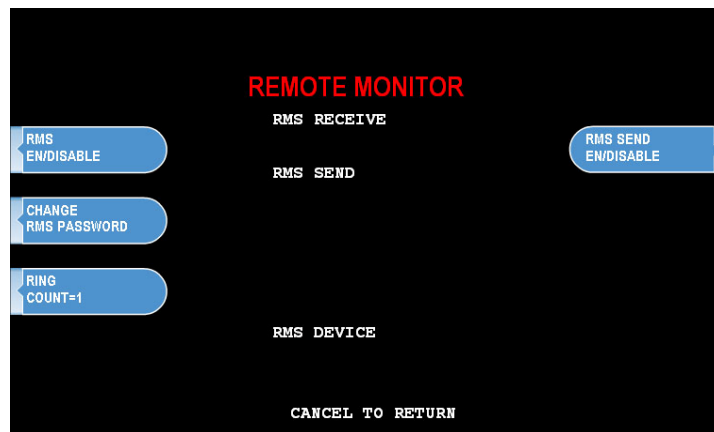 REMOTE MONITOR
RMS RECEIVE
RMS
EN/DISABLE
RMS SEND
EN/DISABLE
RMS SEND
CHANGE
RMS PASSWORD
RING
COUNT=1
RMS DEVICE
CANCEL TO RETURN